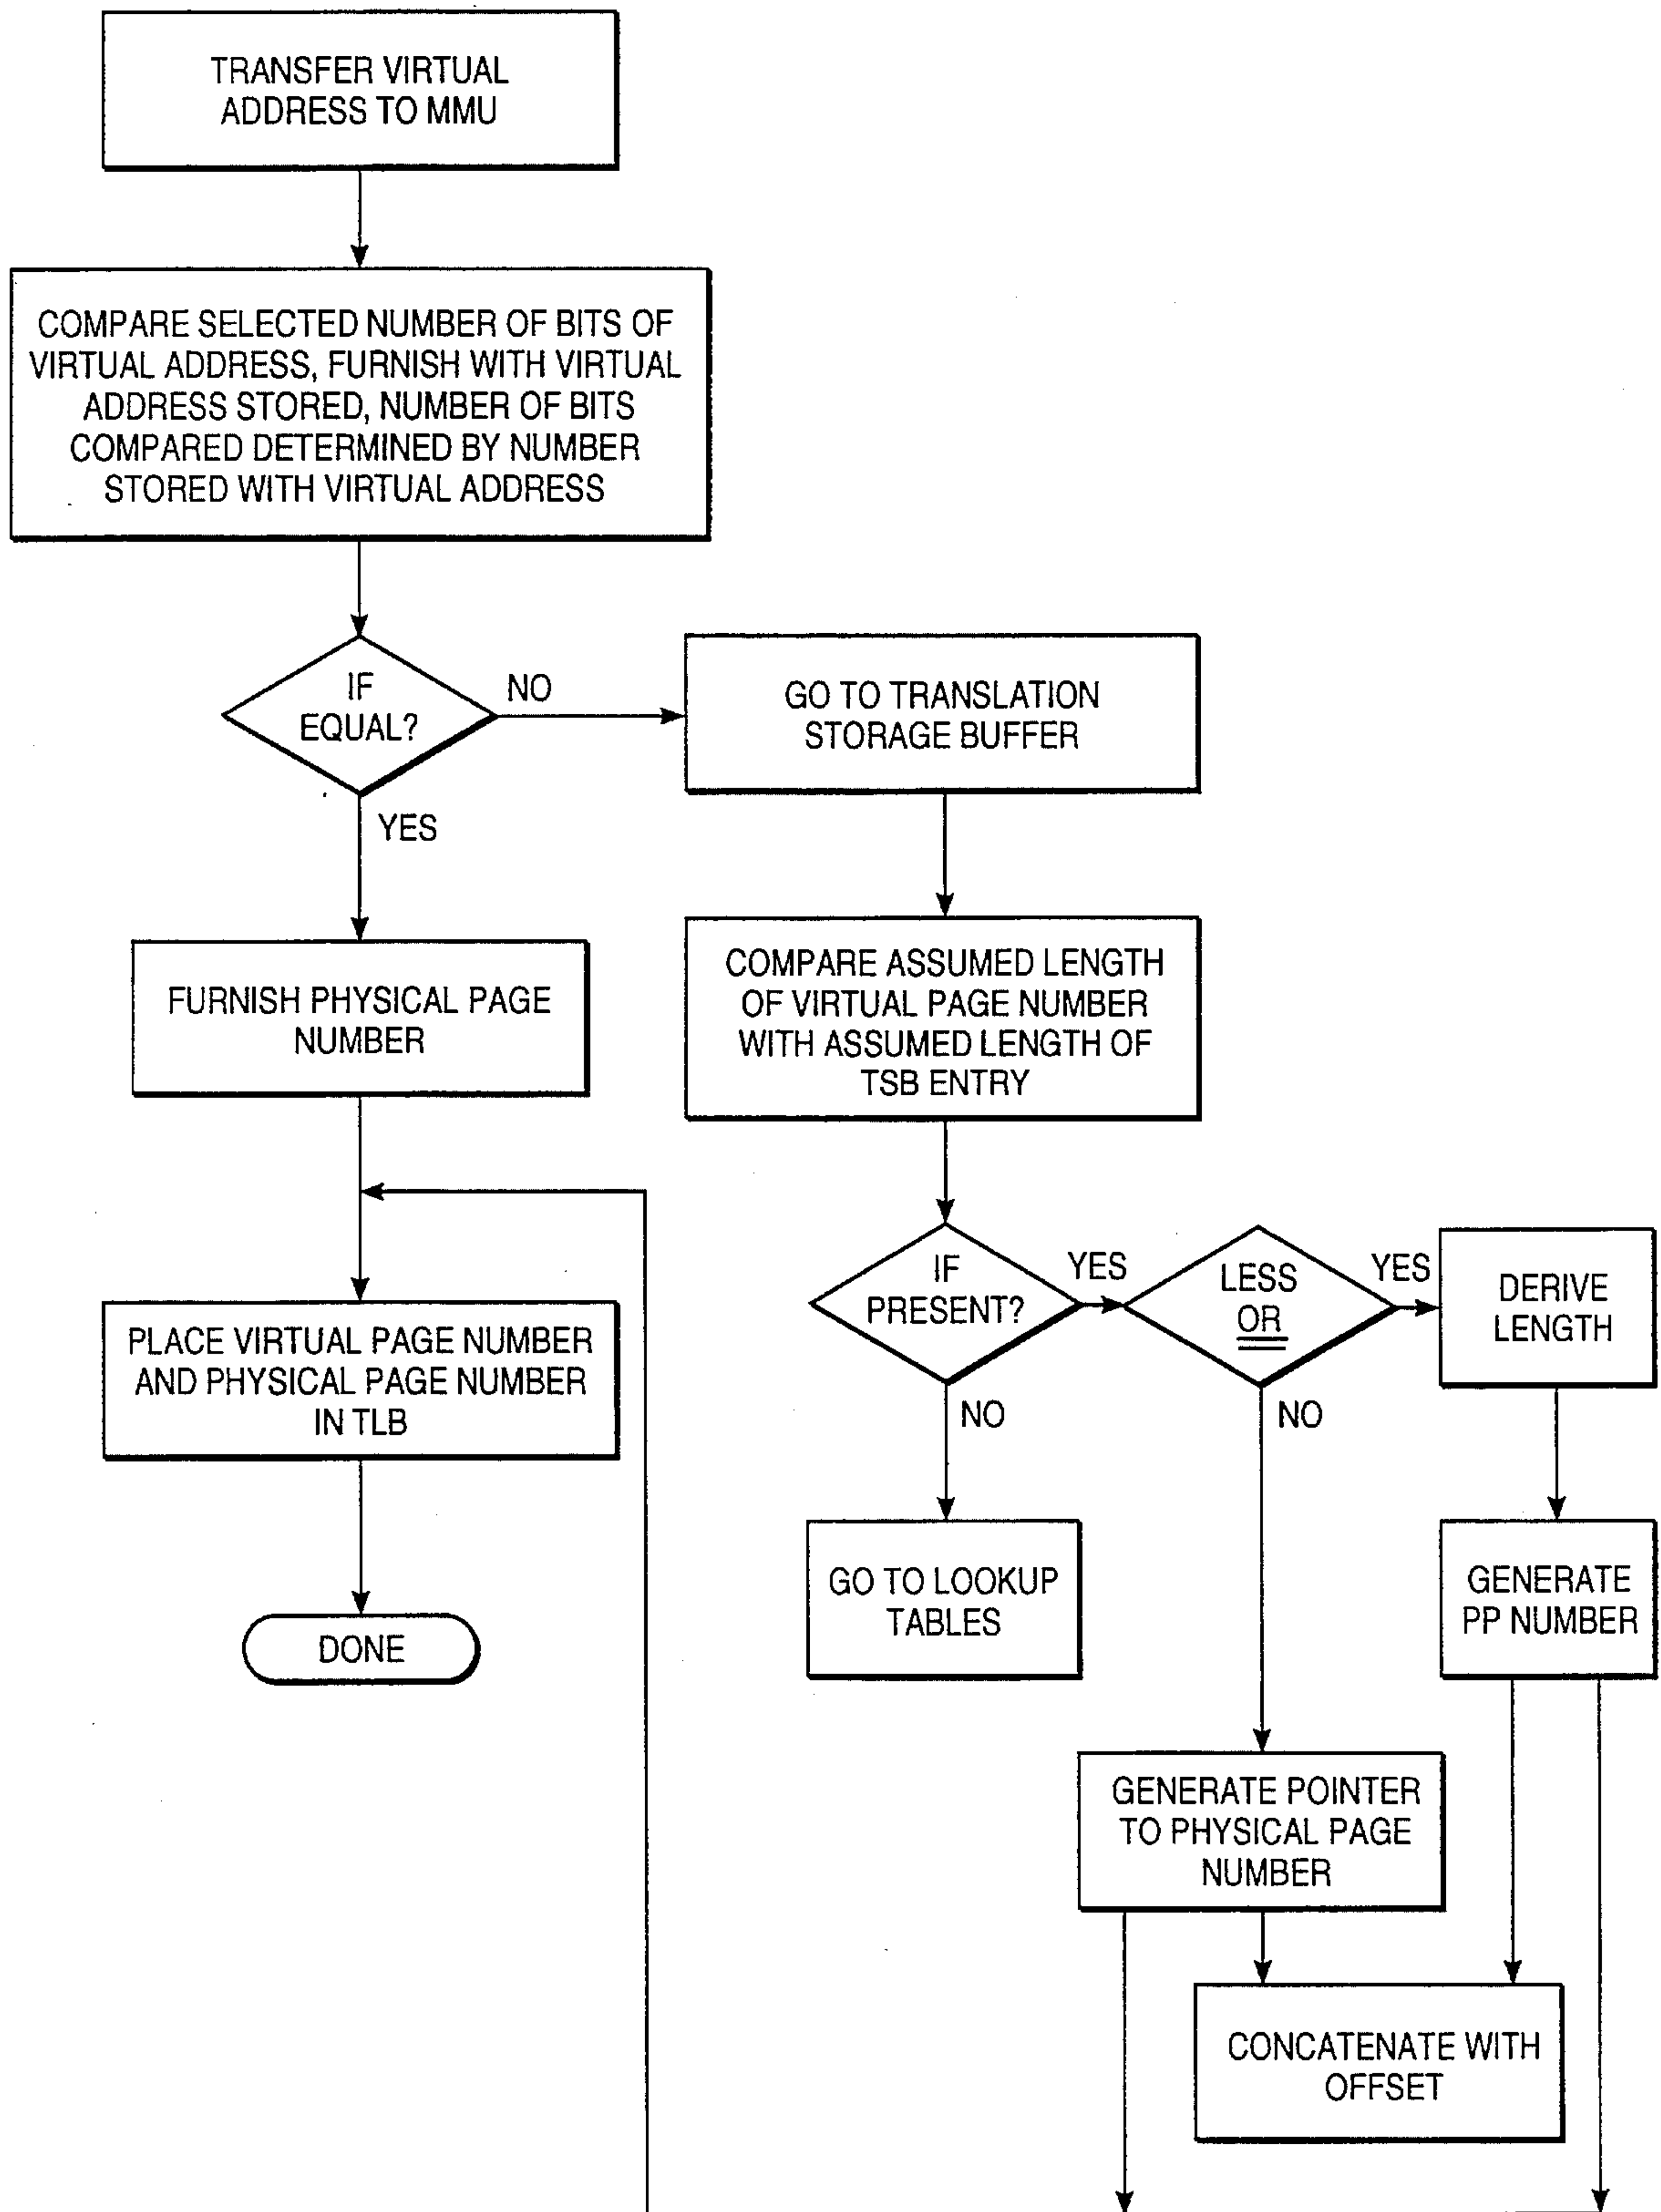 TRANSFER VIRTUAL
ADDRESS TO MMU
COMPARE SELECTED NUMBER OF BITS OF
VIRTUAL ADDRESS, FURNISH WITH VIRTUAL
ADDRESS STORED, NUMBER OF BITS
COMPARED DETERMINED BY NUMBER
STORED WITH VIRTUAL ADDRESS
IF
EQUAL?
NO
YES
GO TO TRANSLATION
STORAGE BUFFER
FURNISH PHYSICAL PAGE
NUMBER
COMPARE ASSUMED LENGTH
OF VIRTUAL PAGE NUMBER
WITH ASSUMED LENGTH OF
TSB ENTRY
PLACE VIRTUAL PAGE NUMBER
AND PHYSICAL PAGE NUMBER
IN TLB
DONE
IF
PRESENT?
YES
NO
LESS
OR
YES
NO
DERIVE
LENGTH
GO TO LOOKUP
TABLES
GENERATE
PP NUMBER
GENERATE POINTER
TO PHYSICAL PAGE
NUMBER
CONCATENATE WITH
OFFSET